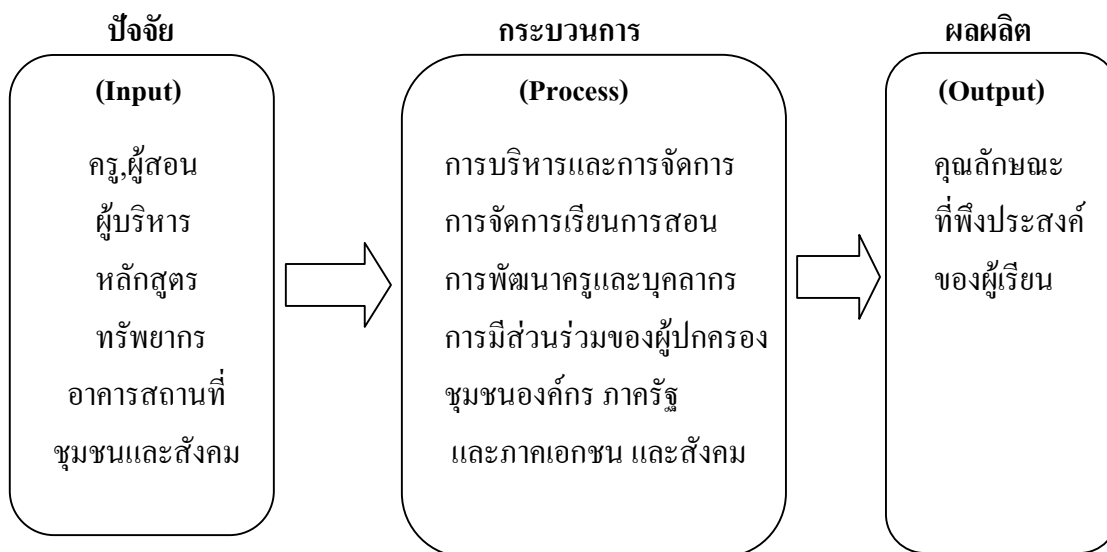 ปัจจัย
(Input)
ครู,ผู้สอน
ผู้บริหาร
หลักสูตร
ทรัพยากร
อาคารสถานที่
ชุมชนและสังคม
กระบวนการ
(Process)
การบริหารและการจัดการ
การจัดการเรียนการสอน
การพัฒนาครูและบุคลากร
การมีส่วนร่วมของผู้ปกครอง
ชุมชนองค์กร ภาครัฐ
และภาคเอกชน และสังคม
ผลผลิต
(Output)
คุณลักษณะ
ที่พึงประสงค์
ของผู้เรียน